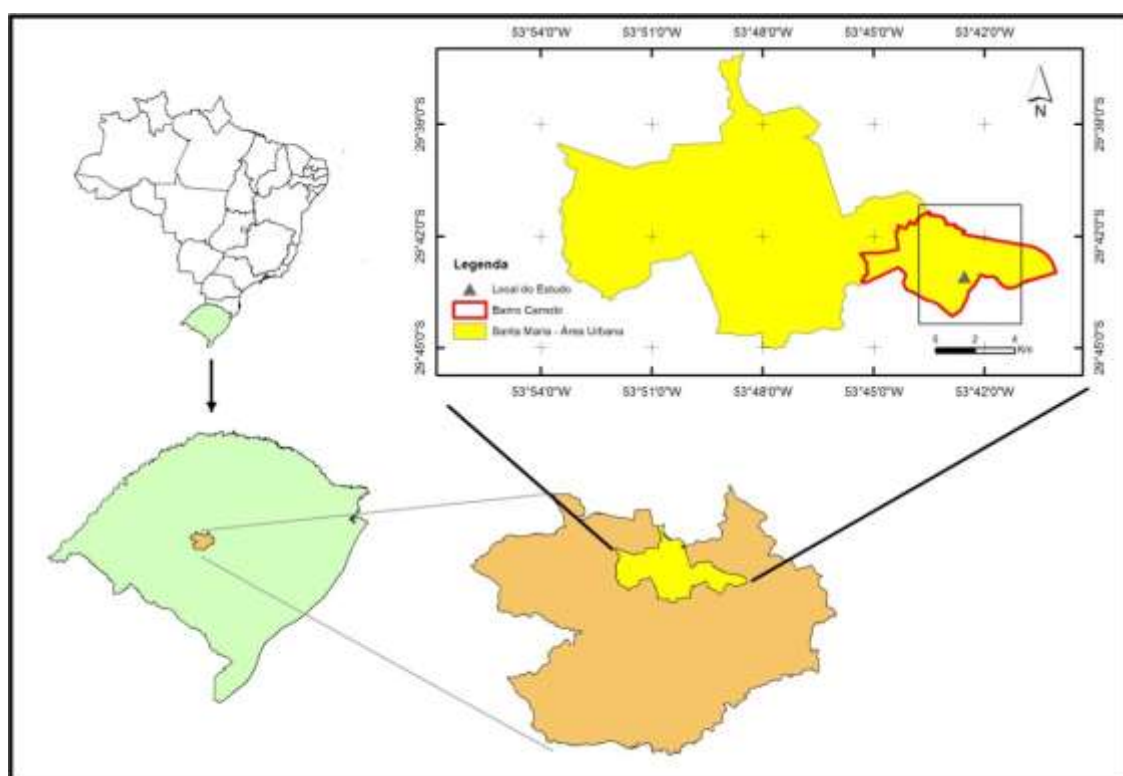 53°54'0"W 53°51'0"W 53°48'0"W 53°45'0"W 53°42'0"W
29°39'0"S 29°39'0"S
N
29°42'0"S 29°42'0"S
Legenda
Local do Estudo
Bairro Camobi
Santa Maria - Área Urbana
0 2 4
Km
29°45'0"S 29°45'0"S
53°54'0"W 53°51'0"W 53°48'0"W 53°45'0"W 53°42'0"W